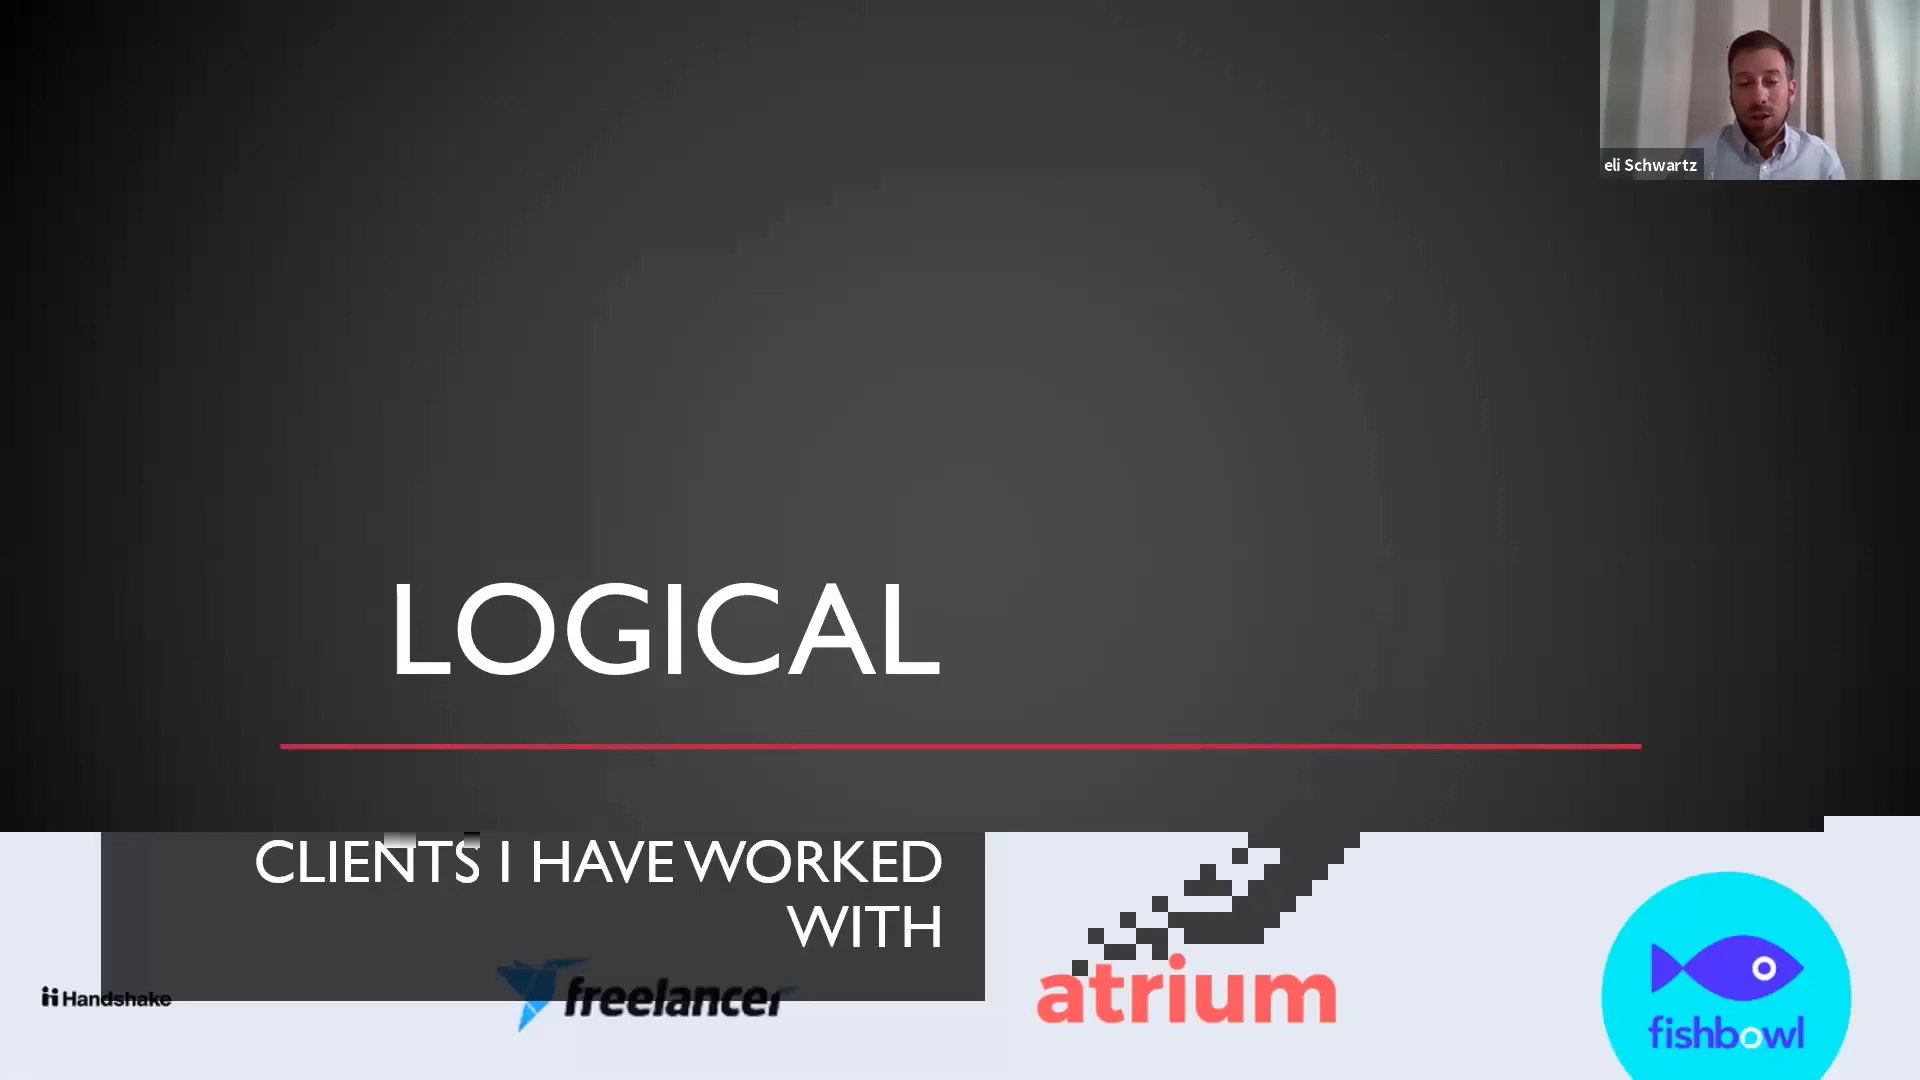 eli Schwartz
LOGICAL
CLIENTS I HAVE WORKED
WITH
Handshake
freelancer
atrium
fishbowl